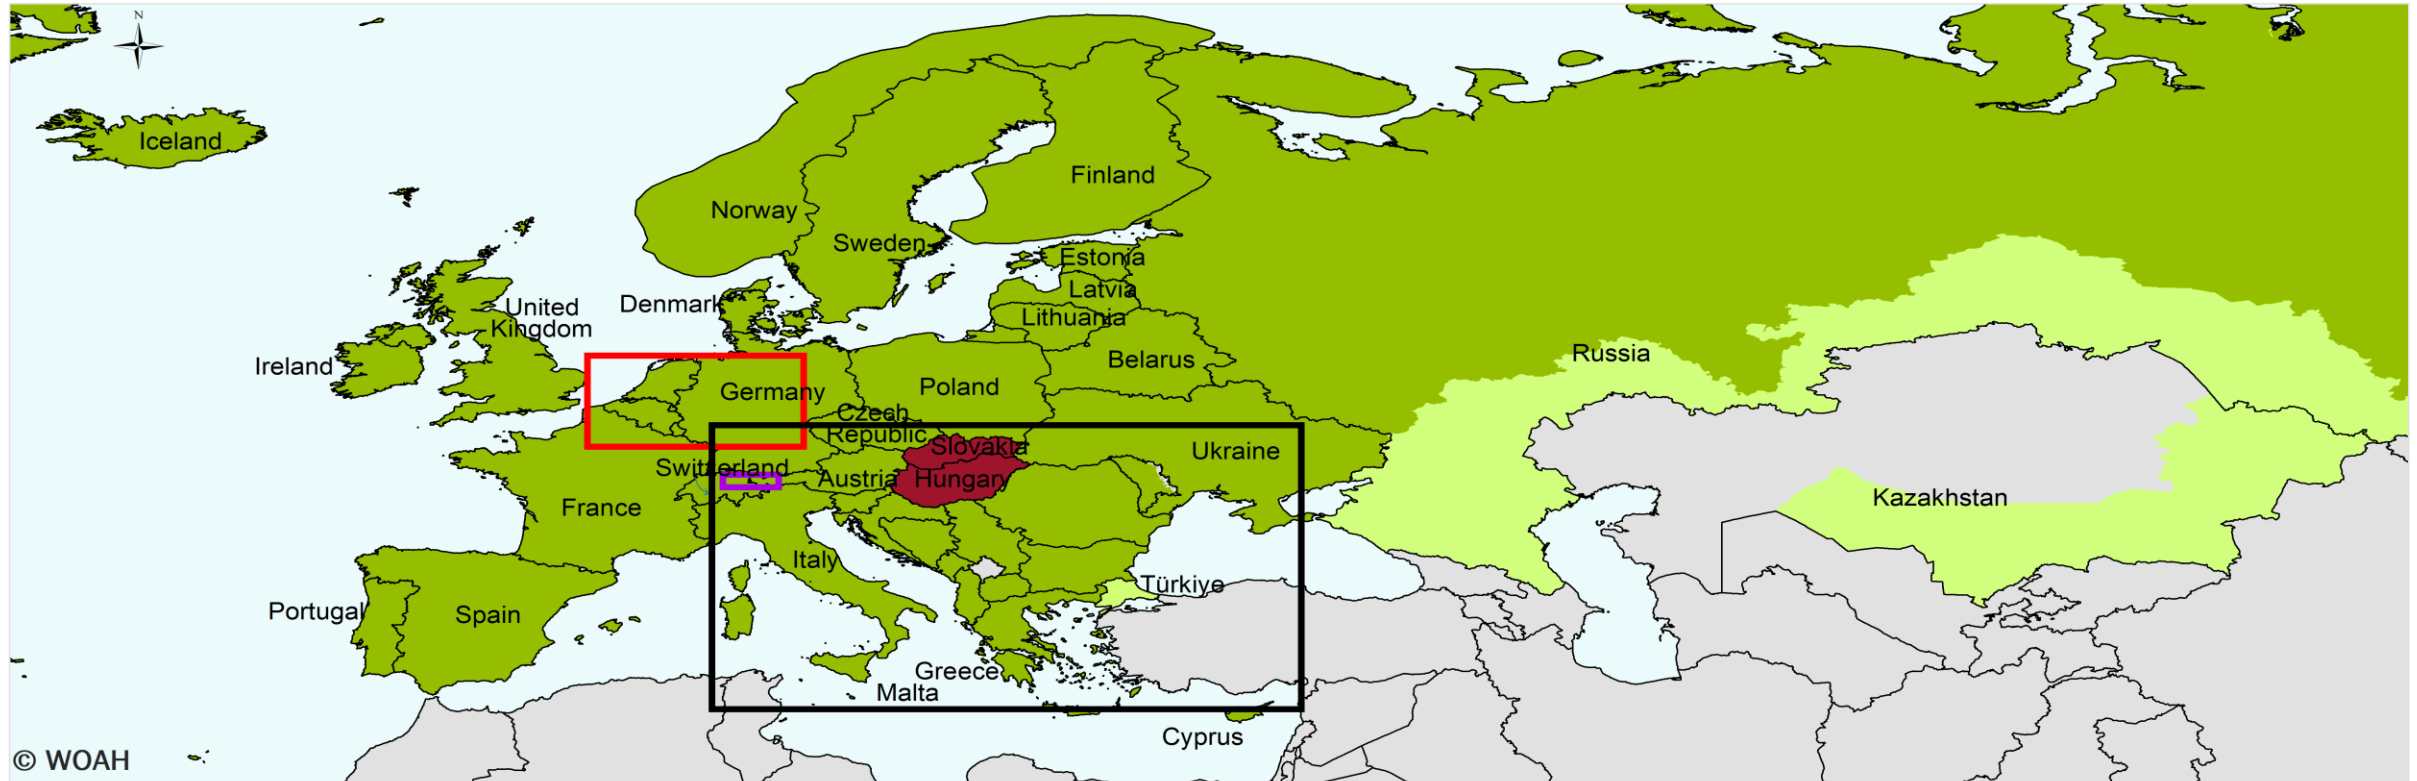 N
Iceland
Finland
Norway
Sweden
Estonia
Latvia
Lithuania
Denmark
United
Kingdom
Ireland
Belarus
Russia
Poland
Germany
Czech
Republic
Slovakia
Ukraine
Switzerland
Austria
Hungary
Kazakhstan
France
Italy
Türkiye
Portugal
Spain
Greece
Malta
Cyprus
© WOAH